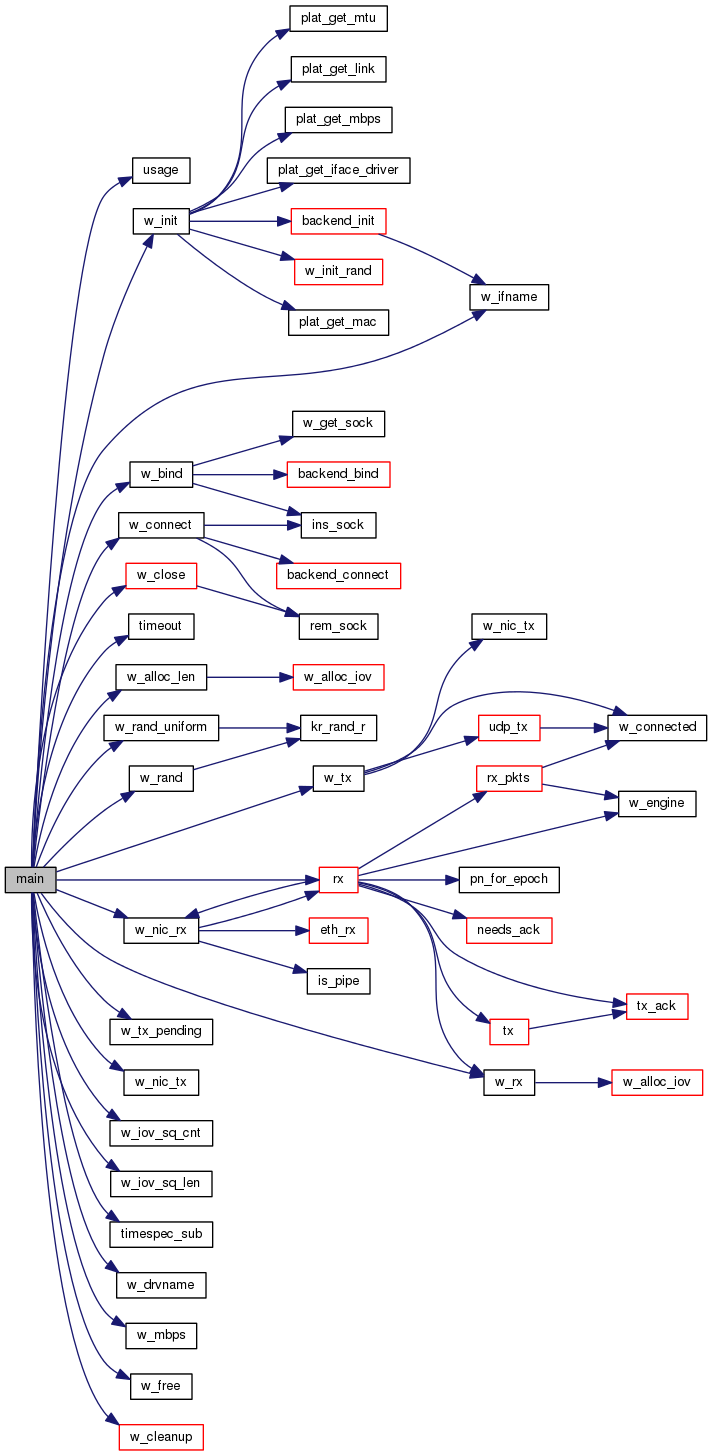 plat_get_mtu
plat_get_link
plat_get_mbps
usage
plat_get_iface_driver
w_init
backend_init
w_init_rand
w_ifname
plat_get_mac
w_get_sock
w_bind
backend_bind
w_connect
ins_sock
w_close
backend_connect
timeout
rem_sock
w_nic_tx
w_alloc_len
w_alloc_iov
w_rand_uniform
kr_rand_r
udp_tx
w_connected
w_rand
w_tx
rx_pkts
w_engine
main
rx
pn_for_epoch
w_nic_rx
eth_rx
needs_ack
is_pipe
tx_ack
w_tx_pending
tx
w_nic_tx
w_rx
w_alloc_iov
w_iov_sq_cnt
w_iov_sq_len
timespec_sub
w_drvname
w_mbps
w_free
w_cleanup